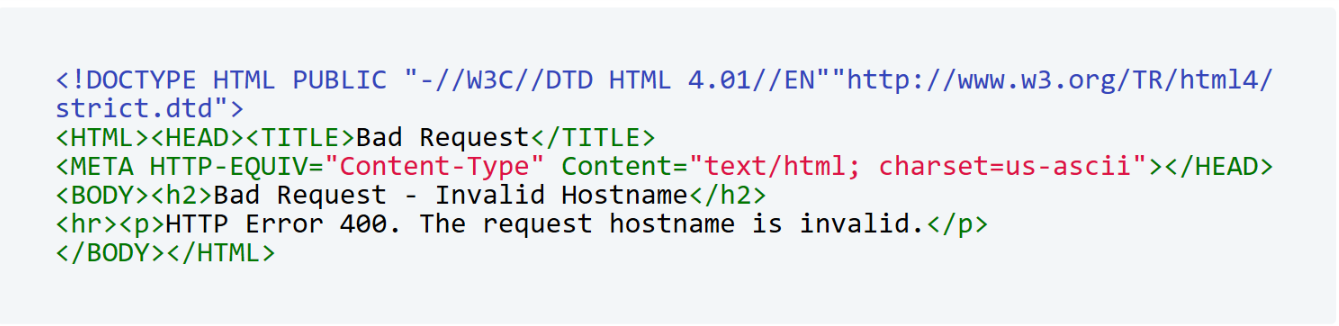 <!DOCTYPE HTML PUBLIC "-//W3C//DTD HTML 4.01//EN""http://www.w3.org/TR/html4/
strict.dtd">
<HTML><HEAD><TITLE>Bad Request</TITLE>
<META HTTP-EQUIV="Content-Type" Content="text/html; charset=us-ascii"></HEAD>
<BODY><h2>Bad Request - Invalid Hostname</h2>
<hr><p>HTTP Error 400. The request hostname is invalid.</p>
</BODY></HTML>